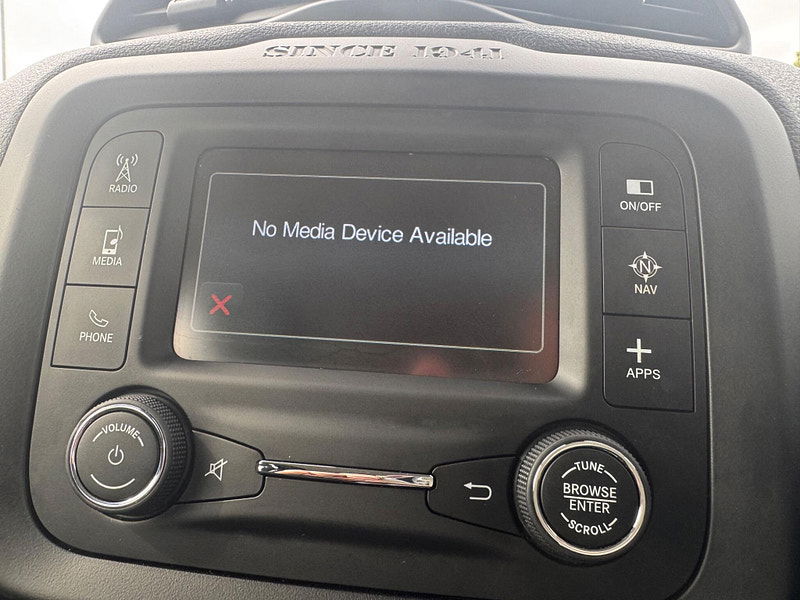 SINCE 1941
RADIO
MEDIA
PHONE
No Media Device Available
ON/OFF
N
NAV
APPS
VOLUME
TUNE
BROWSE
ENTER
SCROLL